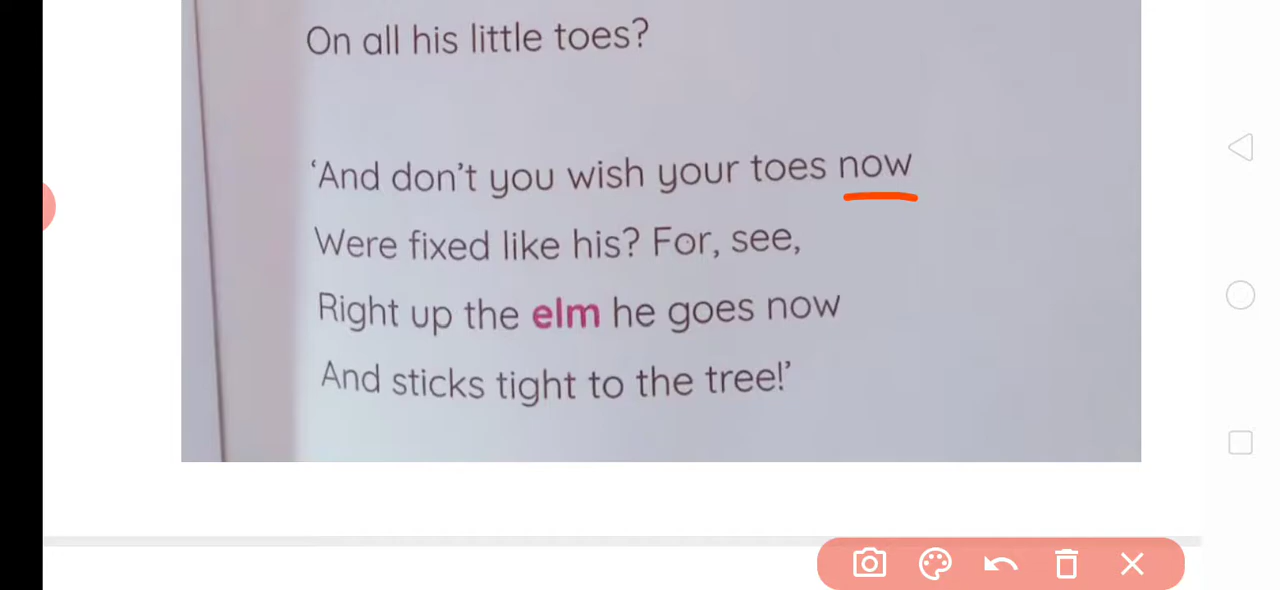 On all his little toes?
‘And don't you wish your toes now
Were fixed like his? For, see,
Right up the elm he goes now
And sticks tight to the tree!’